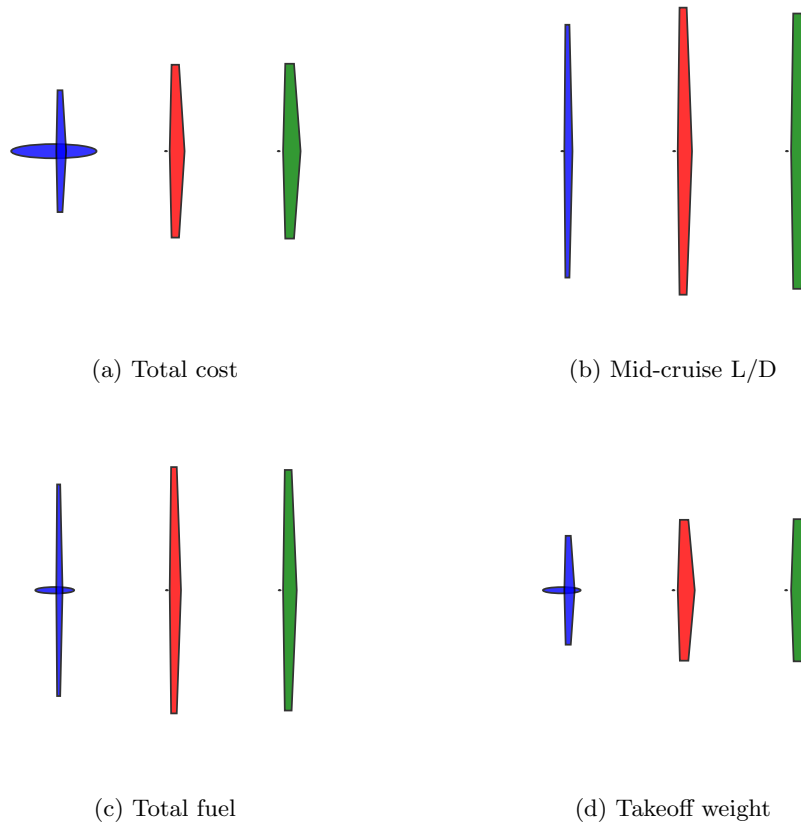 (a) Total cost
(b) Mid-cruise L/D
(c) Total fuel
(d) Takeoff weight